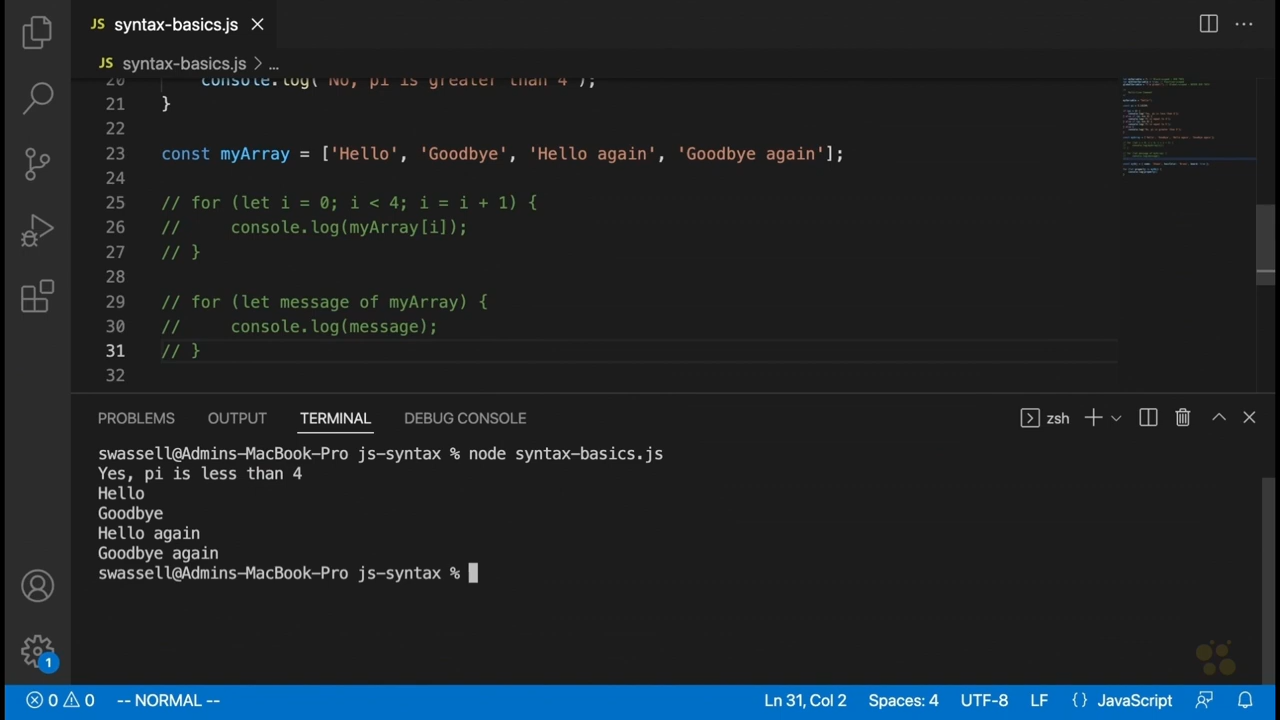 JS syntax-basics.js
JS syntax-basics.js > ...
20 console.log('No, pi is greater than 4');
21 }
22
23 const myArray = ['Hello', 'Goodbye', 'Hello again', 'Goodbye again'];
24
25 // for (let i = 0; i < 4; i = i + 1) {
26 //     console.log(myArray[i]);
27 // }
28
29 // for (let message of myArray) {
30 //     console.log(message);
31 // }
32
PROBLEMS OUTPUT TERMINAL DEBUG CONSOLE zsh
swassell@Admins-MacBook-Pro js-syntax % node syntax-basics.js
Yes, pi is less than 4
Hello
Goodbye
Hello again
Goodbye again
swassell@Admins-MacBook-Pro js-syntax %
1
0 0 -- NORMAL -- Ln 31, Col 2 Spaces: 4 UTF-8 LF {} JavaScript